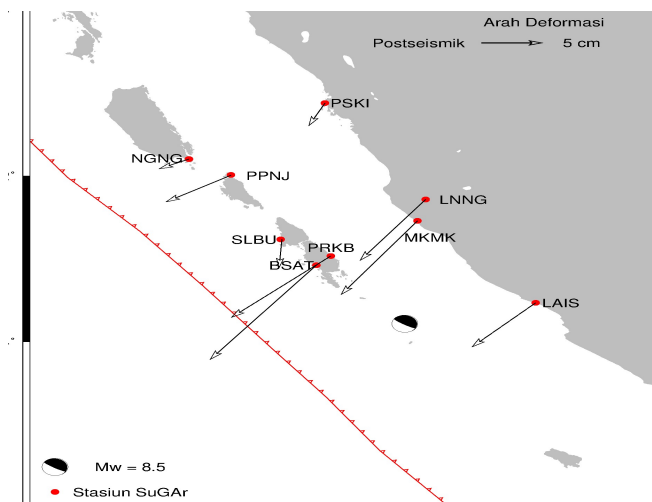 Arah Deformasi
Postseismik
5 cm
PSKI
NGNG
PPNJ
LNNG
MKMK
SLBU
PRKB
BSAT
LAIS
Mw = 8.5
Stasiun SuGAr